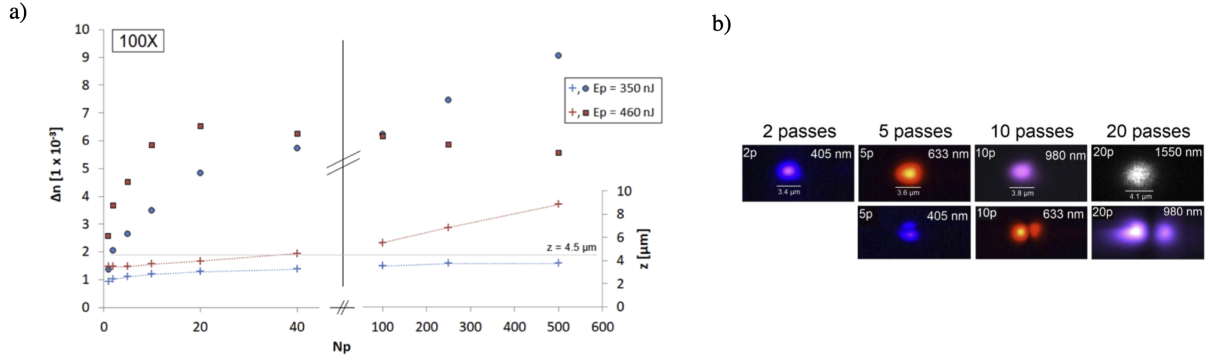 a)
100X
Δn [1 x 10⁻³]
10
9
8
7
6
5
4
3
2
1
0
+, ● Ep = 350 nJ
+, ■ Ep = 460 nJ
z = 4.5 µm
10
8
6
4
2
0
z [µm]
0 20 40 100 200 300 400 500 600
Np
b)
2 passes 5 passes 10 passes 20 passes
2p 405 nm 5p 633 nm 10p 980 nm 20p 1550 nm
3.4 µm 3.6 µm 3.8 µm 4.1 µm
5p 405 nm 10p 633 nm 20p 980 nm